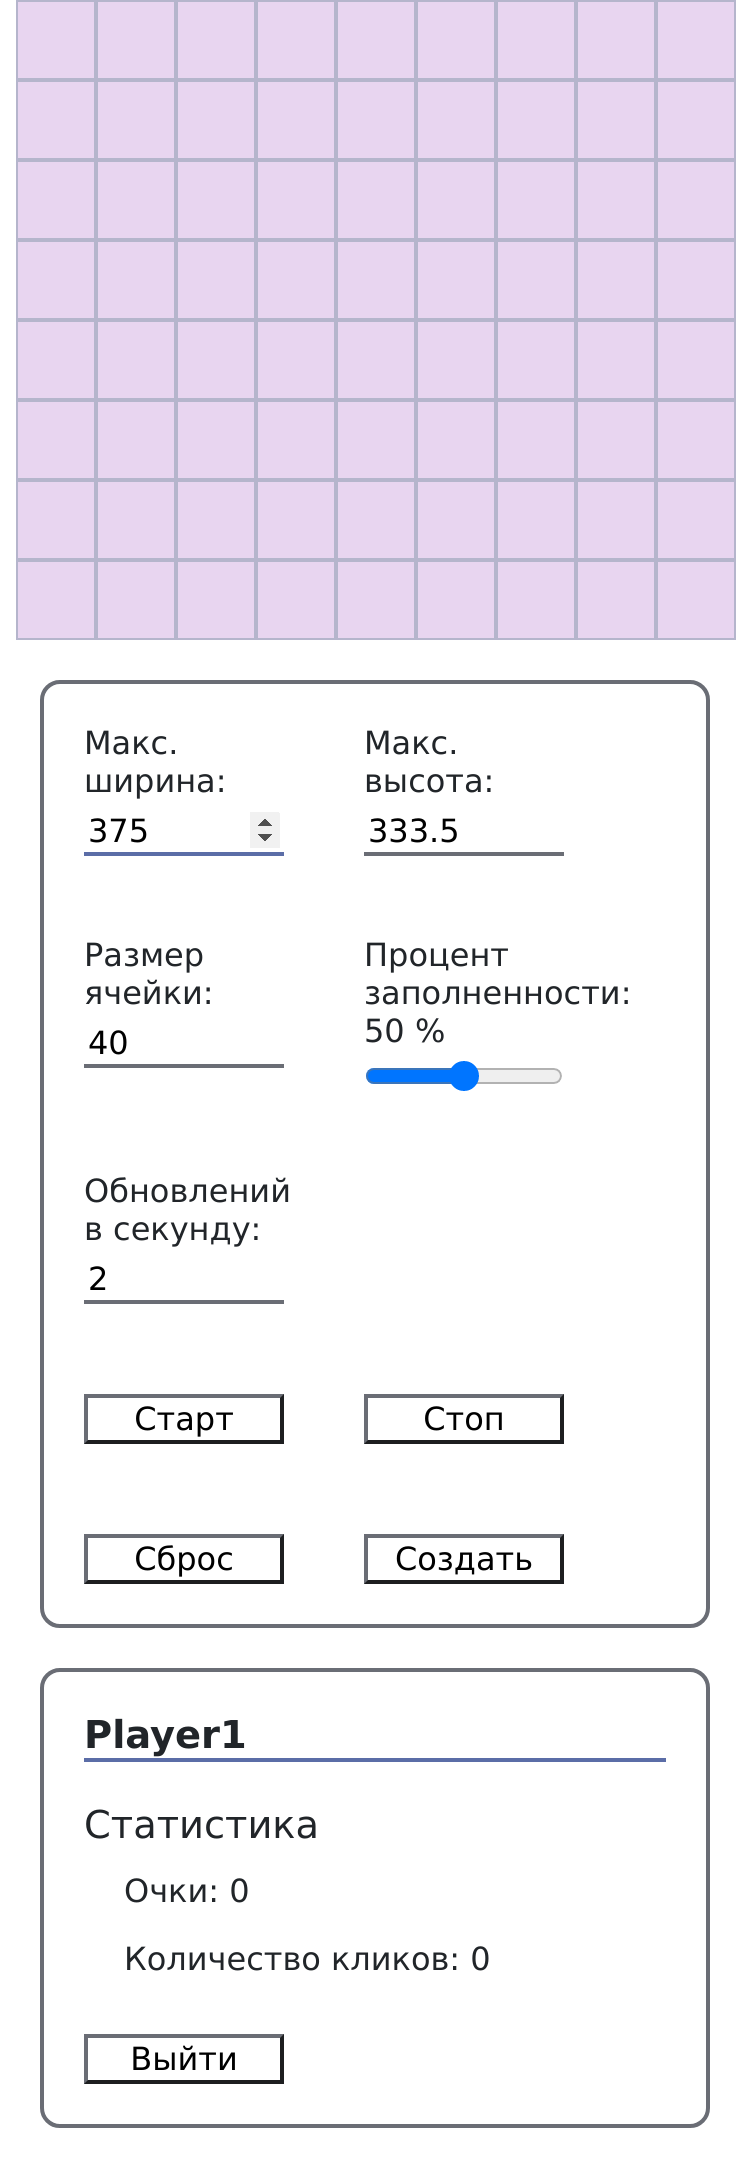 Макс.
ширина:
375
Макс.
высота:
333.5
Размер
ячейки:
40
Процент
заполненности:
50 %
Обновлений
в секунду:
2
Старт
Стоп
Сброс
Создать
Player1
Статистика
Очки: 0
Количество кликов: 0
Выйти